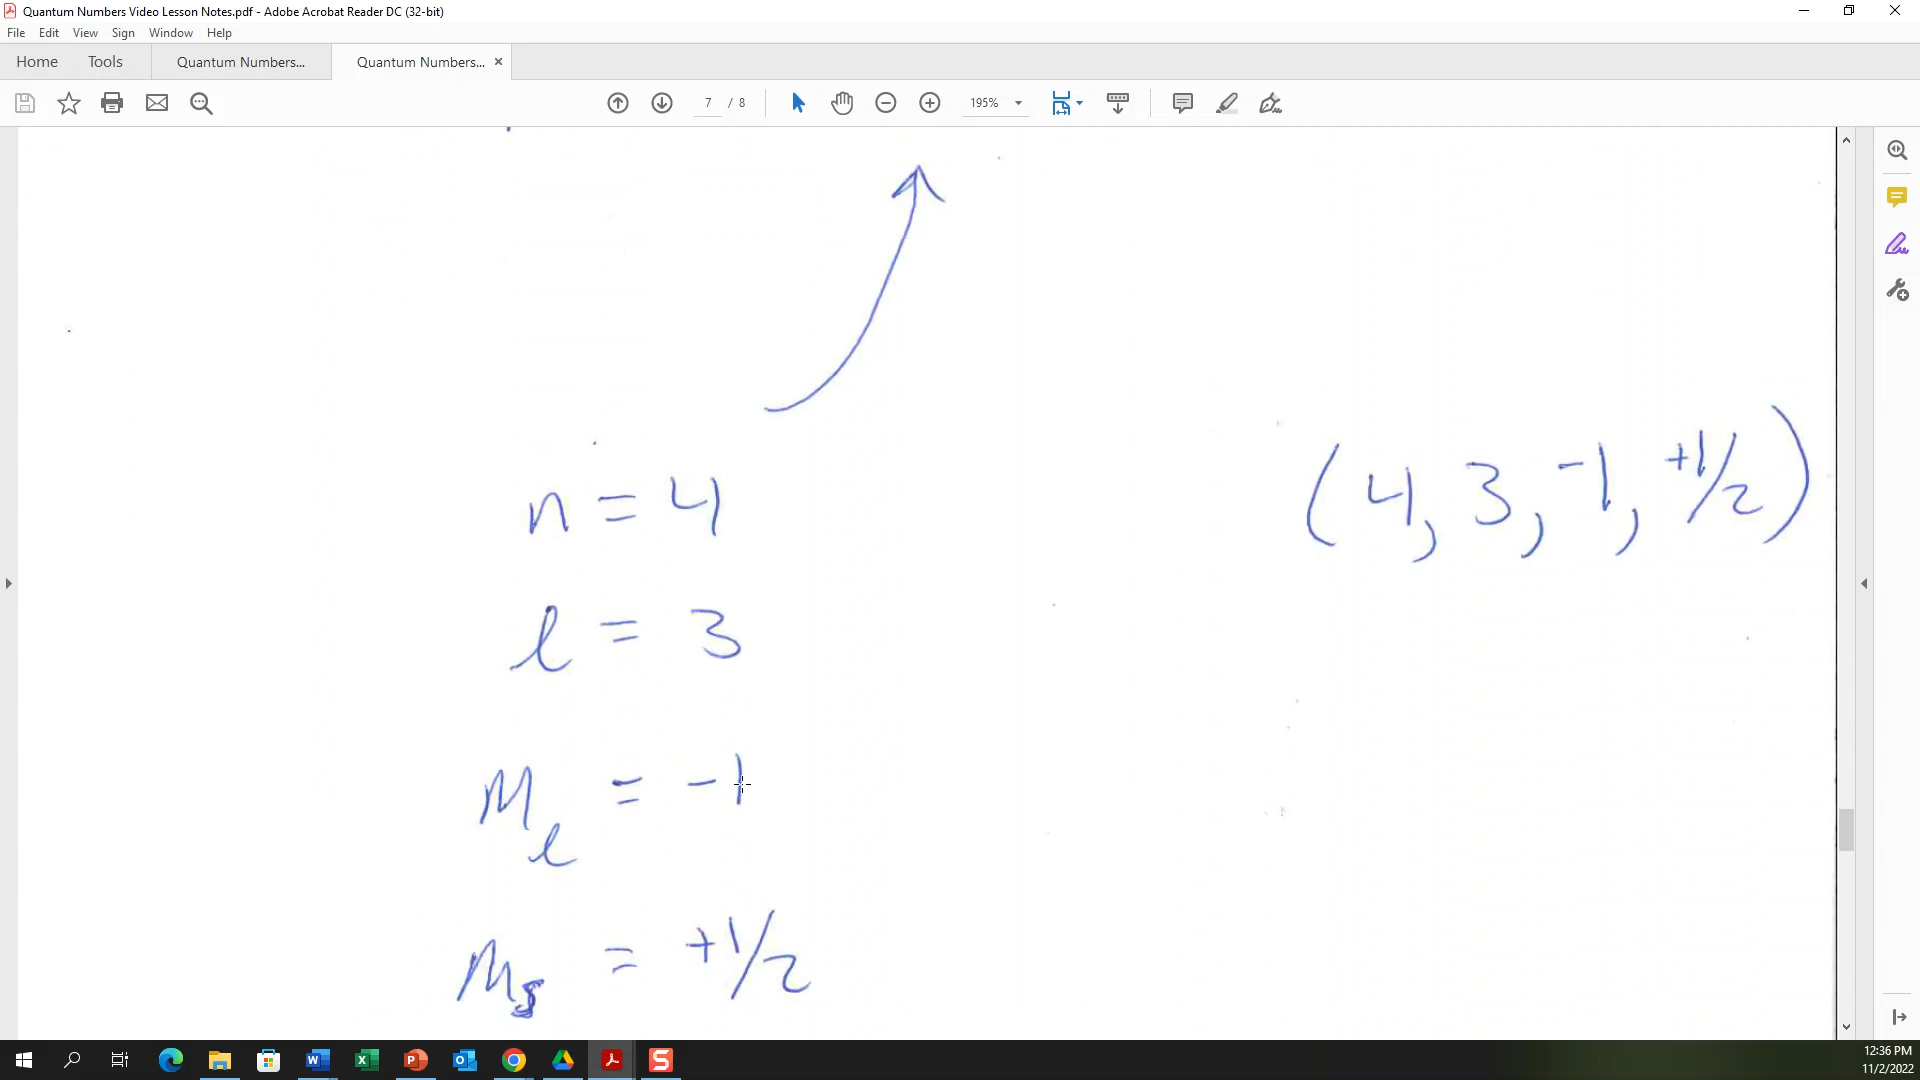 Quantum Numbers Video Lesson Notes.pdf - Adobe Acrobat Reader DC (32-bit)
File Edit View Sign Window Help
Home Tools Quantum Numbers... Quantum Numbers...
7 / 8 195%
n = 4
(4, 3, -1, +1/2)
l = 3
Ml = -1
Ms = +1/2
12:36 PM
11/2/2022